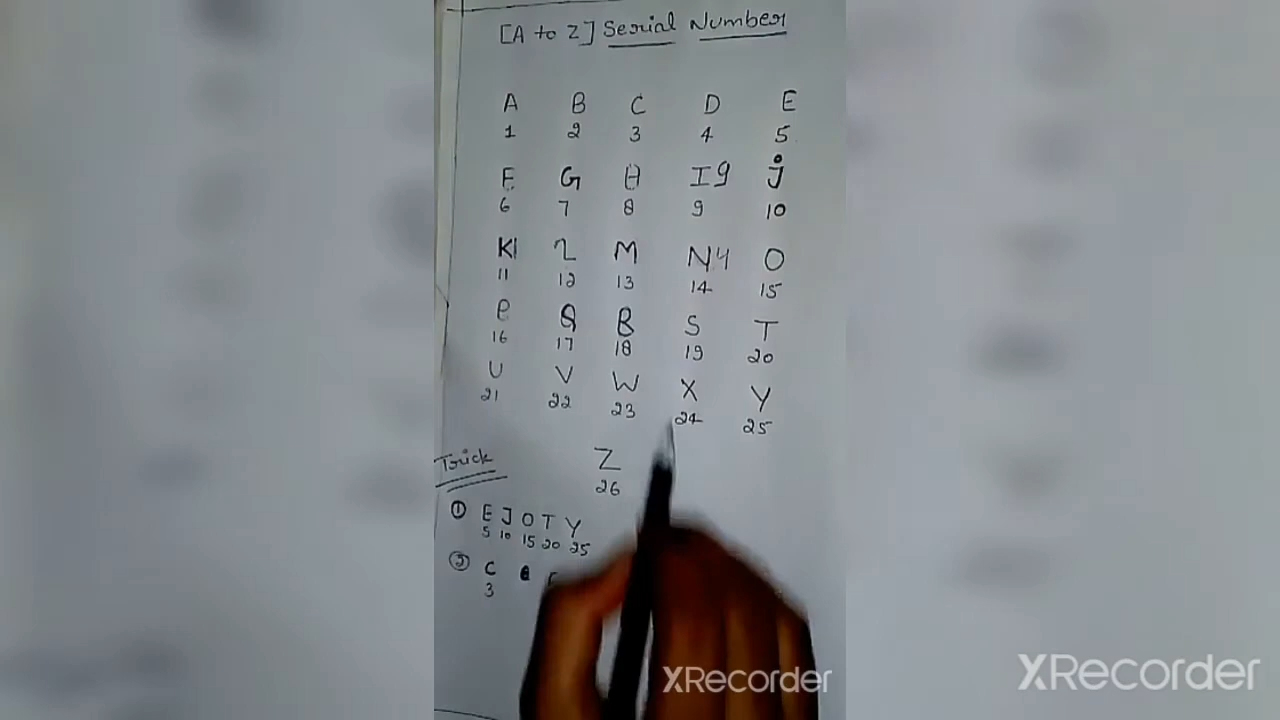 [A to Z] Serial Number
A B C D E
1 2 3 4 5
F G H I9 J
6 7 8 9 10
K L M N4 O
11 12 13 14 15
P Q R S T
16 17 18 19 20
U V W X Y
21 22 23 24 25
Trick
Z
26
① E J O T Y
5 10 15 20 25
② C
3
XRecorder
XRecorder